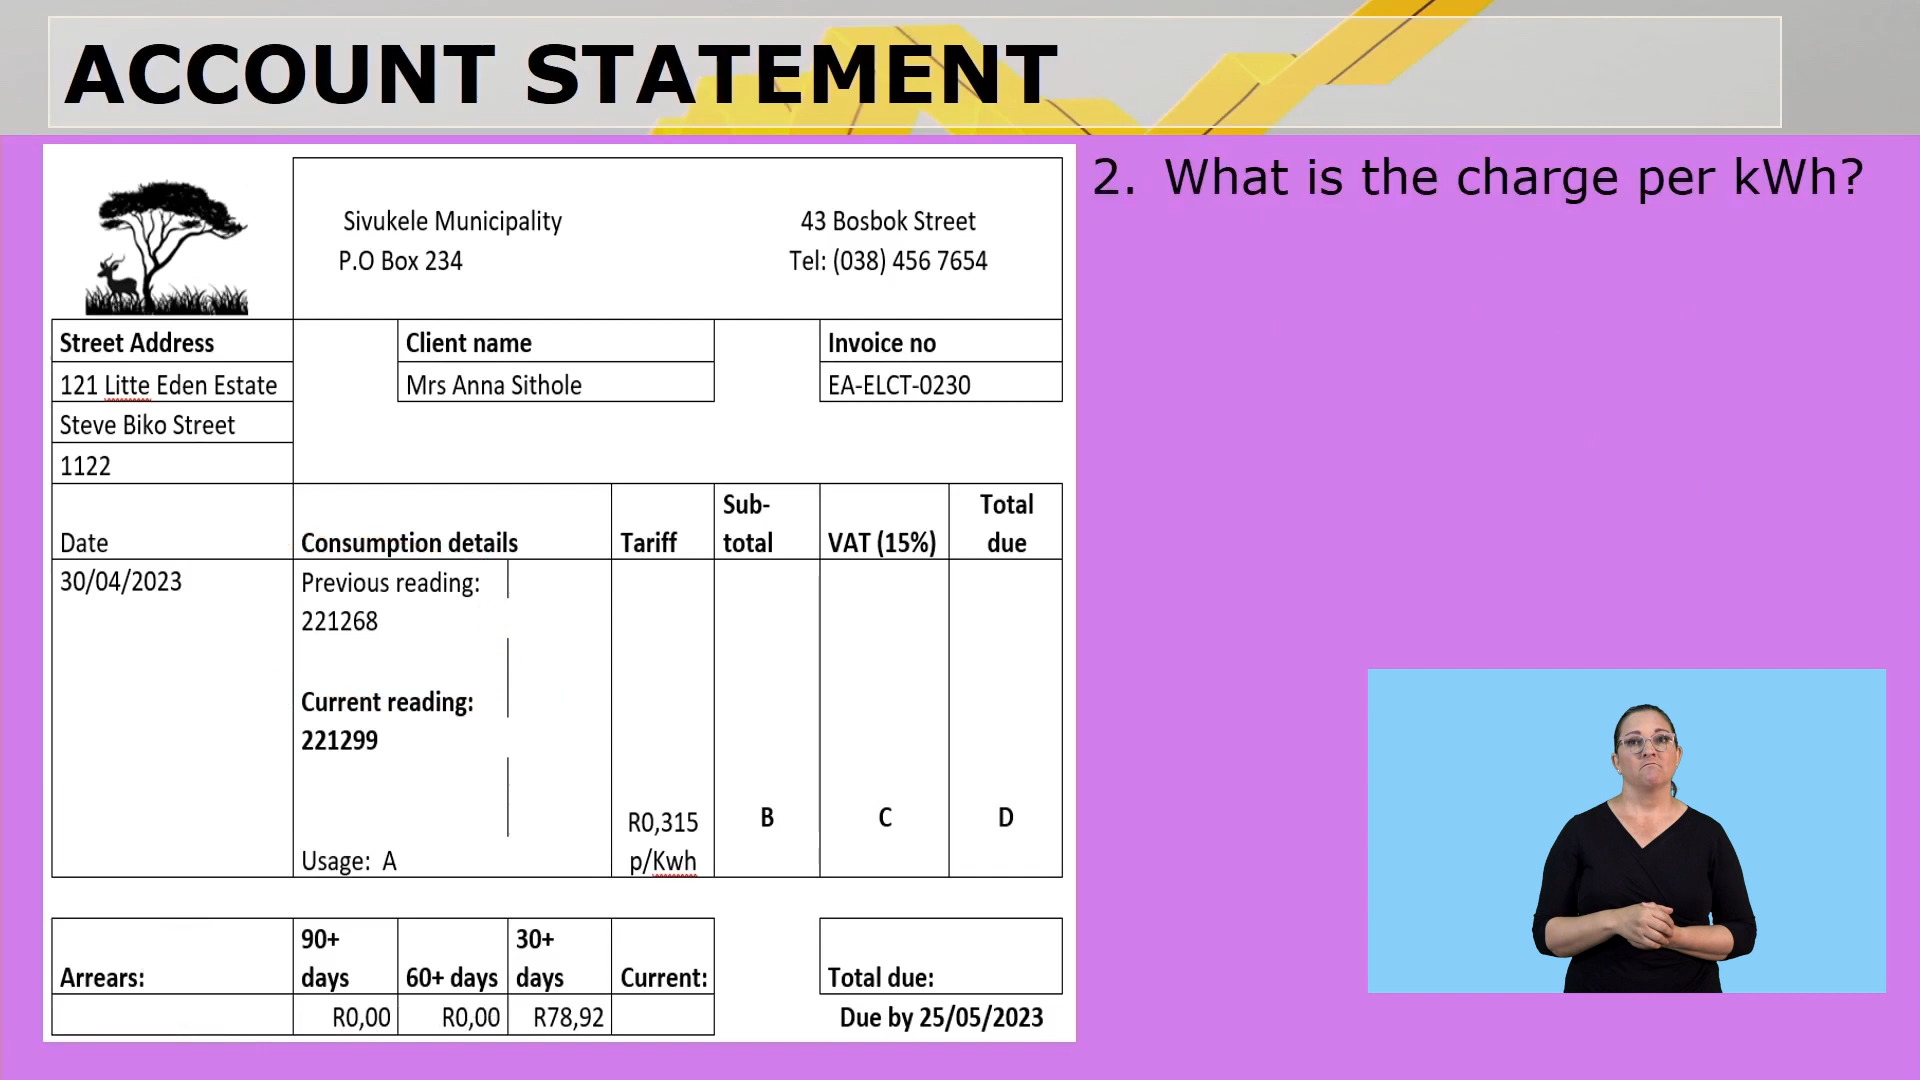 ACCOUNT STATEMENT
2. What is the charge per kWh?
Sivukele Municipality 43 Bosbok Street
P.O Box 234 Tel: (038) 456 7654
Street Address Client name Invoice no
121 Litte Eden Estate Mrs Anna Sithole EA-ELCT-0230
Steve Biko Street
1122
Date Consumption details Tariff Sub-total VAT (15%) Total due
30/04/2023 Previous reading:
221268
Current reading:
221299
R0,315 B C D
Usage: A p/Kwh
Arrears: 90+ days 60+ days 30+ days Current: Total due:
R0,00 R0,00 R78,92 Due by 25/05/2023